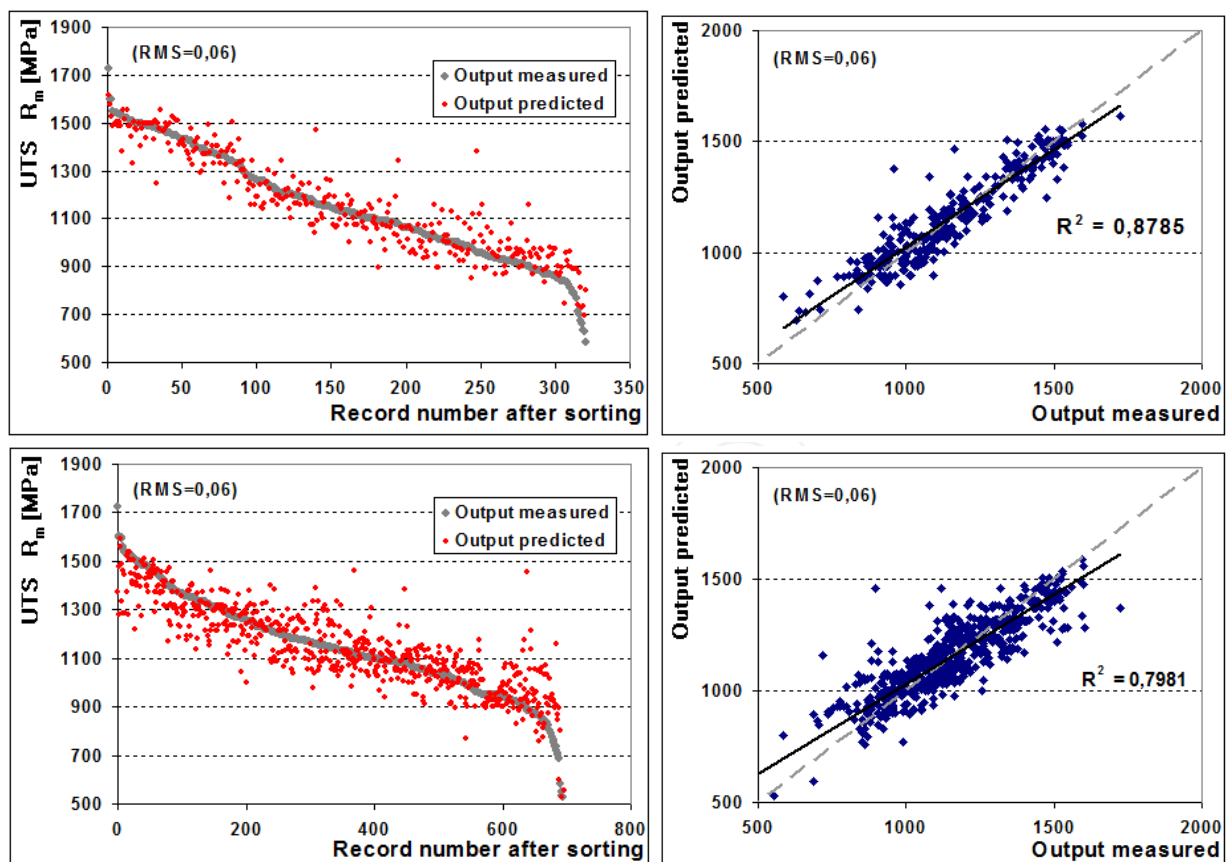 1900
1700
1500
1300
1100
900
700
500
UTS Rm [MPa]
(RMS=0,06)
Output measured
Output predicted
0 50 100 150 200 250 300 350
Record number after sorting
2000
1500
1000
500
Output predicted
(RMS=0,06)
R2 = 0,8785
500 1000 1500 2000
Output measured
1900
1700
1500
1300
1100
900
700
500
UTS Rm [MPa]
(RMS=0,06)
Output measured
Output predicted
0 200 400 600 800
Record number after sorting
2000
1500
1000
500
Output predicted
(RMS=0,06)
R2 = 0,7981
500 1000 1500 2000
Output measured